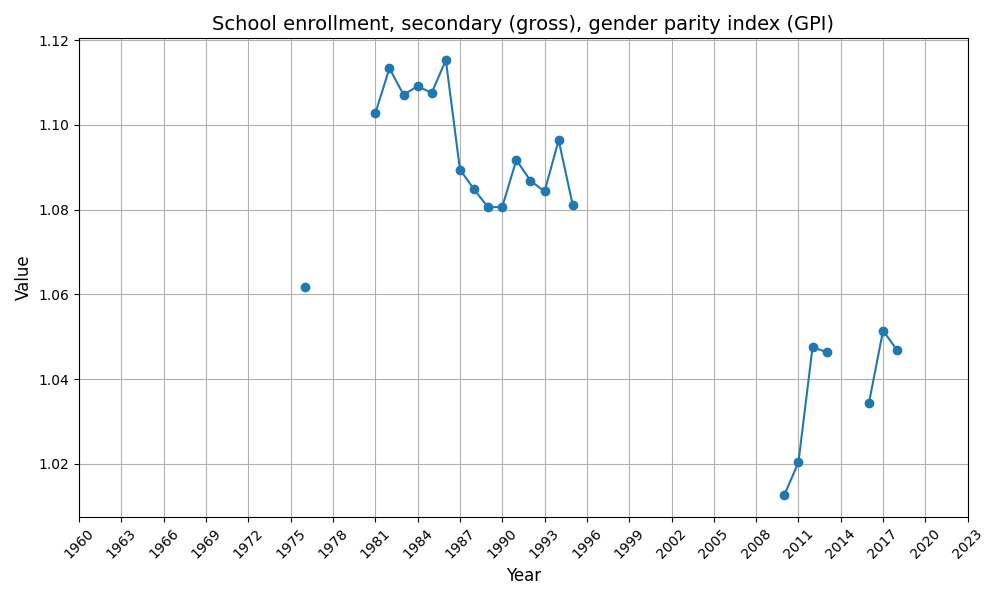 School enrollment, secondary (gross), gender parity index (GPI)
1.12
1.10
1.08
1.06
1.04
1.02
Value
1960 1963 1966 1969 1972 1975 1978 1981 1984 1987 1990 1993 1996 1999 2002 2005 2008 2011 2014 2017 2020 2023
Year